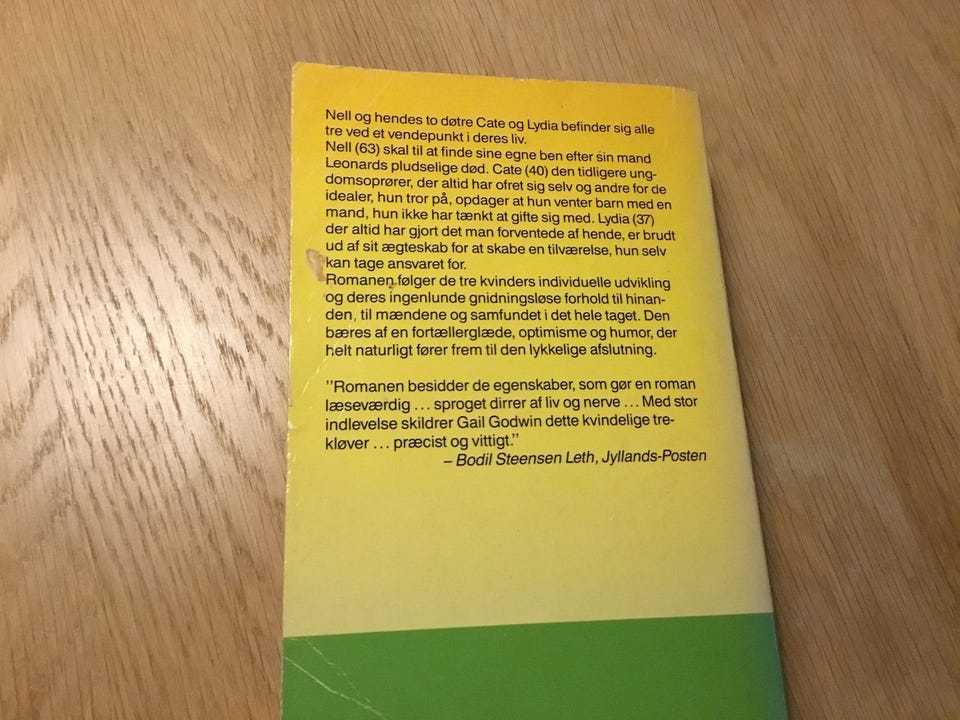 Nell og hendes to døtre Cate og Lydia befinder sig alle
tre ved et vendepunkt i deres liv.
Nell (63) skal til at finde sine egne ben efter sin mand
Leonards pludselige død. Cate (40) den tidligere ung-
domsoprører, der altid har ofret sig selv og andre for de
idealer, hun tror på, opdager at hun venter barn med en
mand, hun ikke har tænkt at gifte sig med. Lydia (37)
der altid har gjort det man forventede af hende, er brudt
ud af sit ægteskab for at skabe en tilværelse, hun selv
kan tage ansvaret for.
Romanen følger de tre kvinders individuelle udvikling
og deres ingenlunde gnidningsløse forhold til hinan-
den, til mændene og samfundet i det hele taget. Den
bæres af en fortællerglæde, optimisme og humor, der
helt naturligt fører frem til den lykkelige afslutning.
"Romanen besidder de egenskaber, som gør en roman
læseværdig ... sproget dirrer af liv og nerve ... Med stor
indlevelse skildrer Gail Godwin dette kvindelige tre-
kløver ... præcist og vittigt."
– Bodil Steensen Leth, Jyllands-Posten